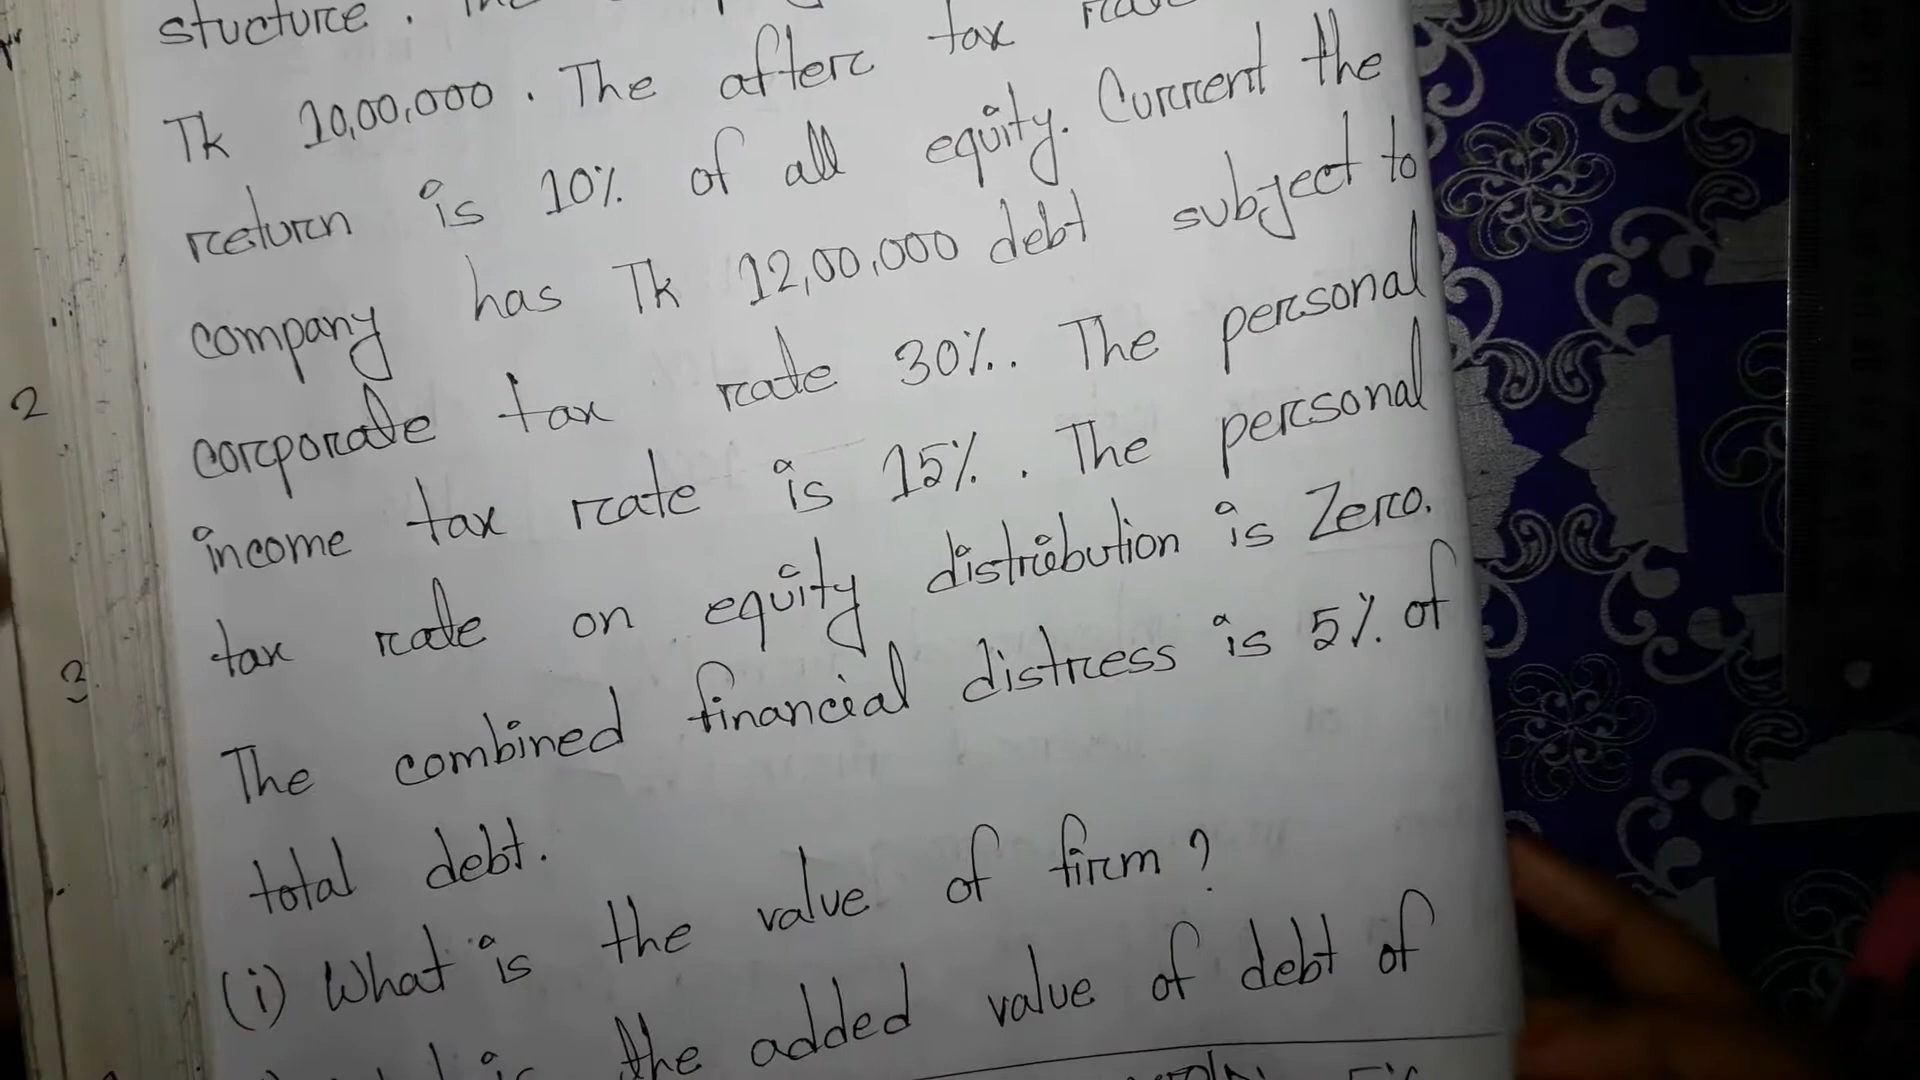 stucture.
Tk 10,00,000. The after tax
return is 10% of all equity. Current the
company has Tk 12,00,000 debt subject to
corporate tax rate 30%. The personal
income tax rate is 15%. The personal
tax rate on equity distribution is Zero.
The combined financial distress is 5% of
total debt.
(i) What is the value of firm?
the added value of debt of
2
3